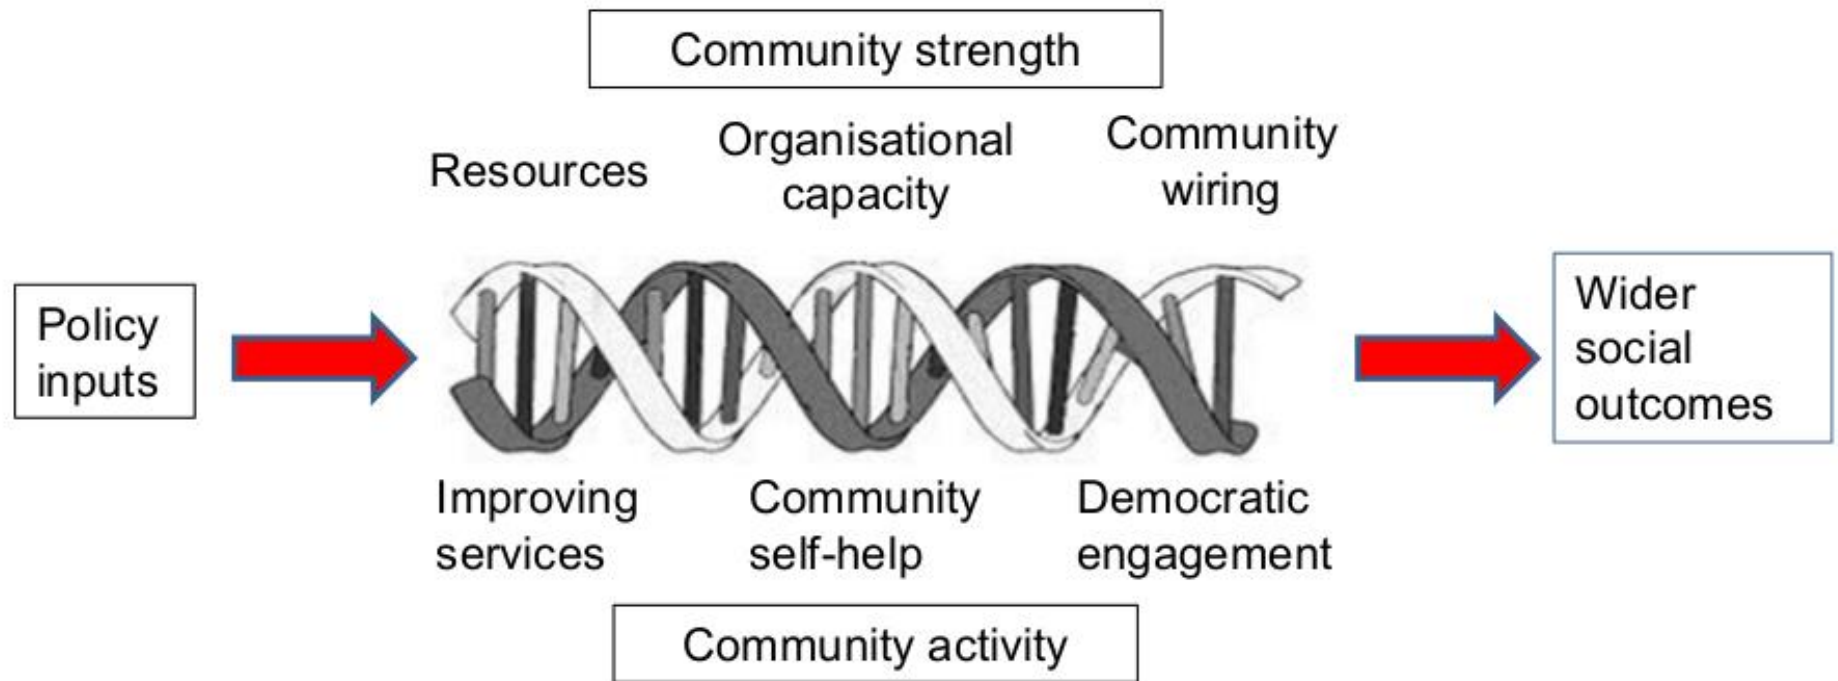 Community strength
Resources
Organisational
capacity
Community
wiring
Policy
inputs
Wider
social
outcomes
Improving
services
Community
self-help
Democratic
engagement
Community activity